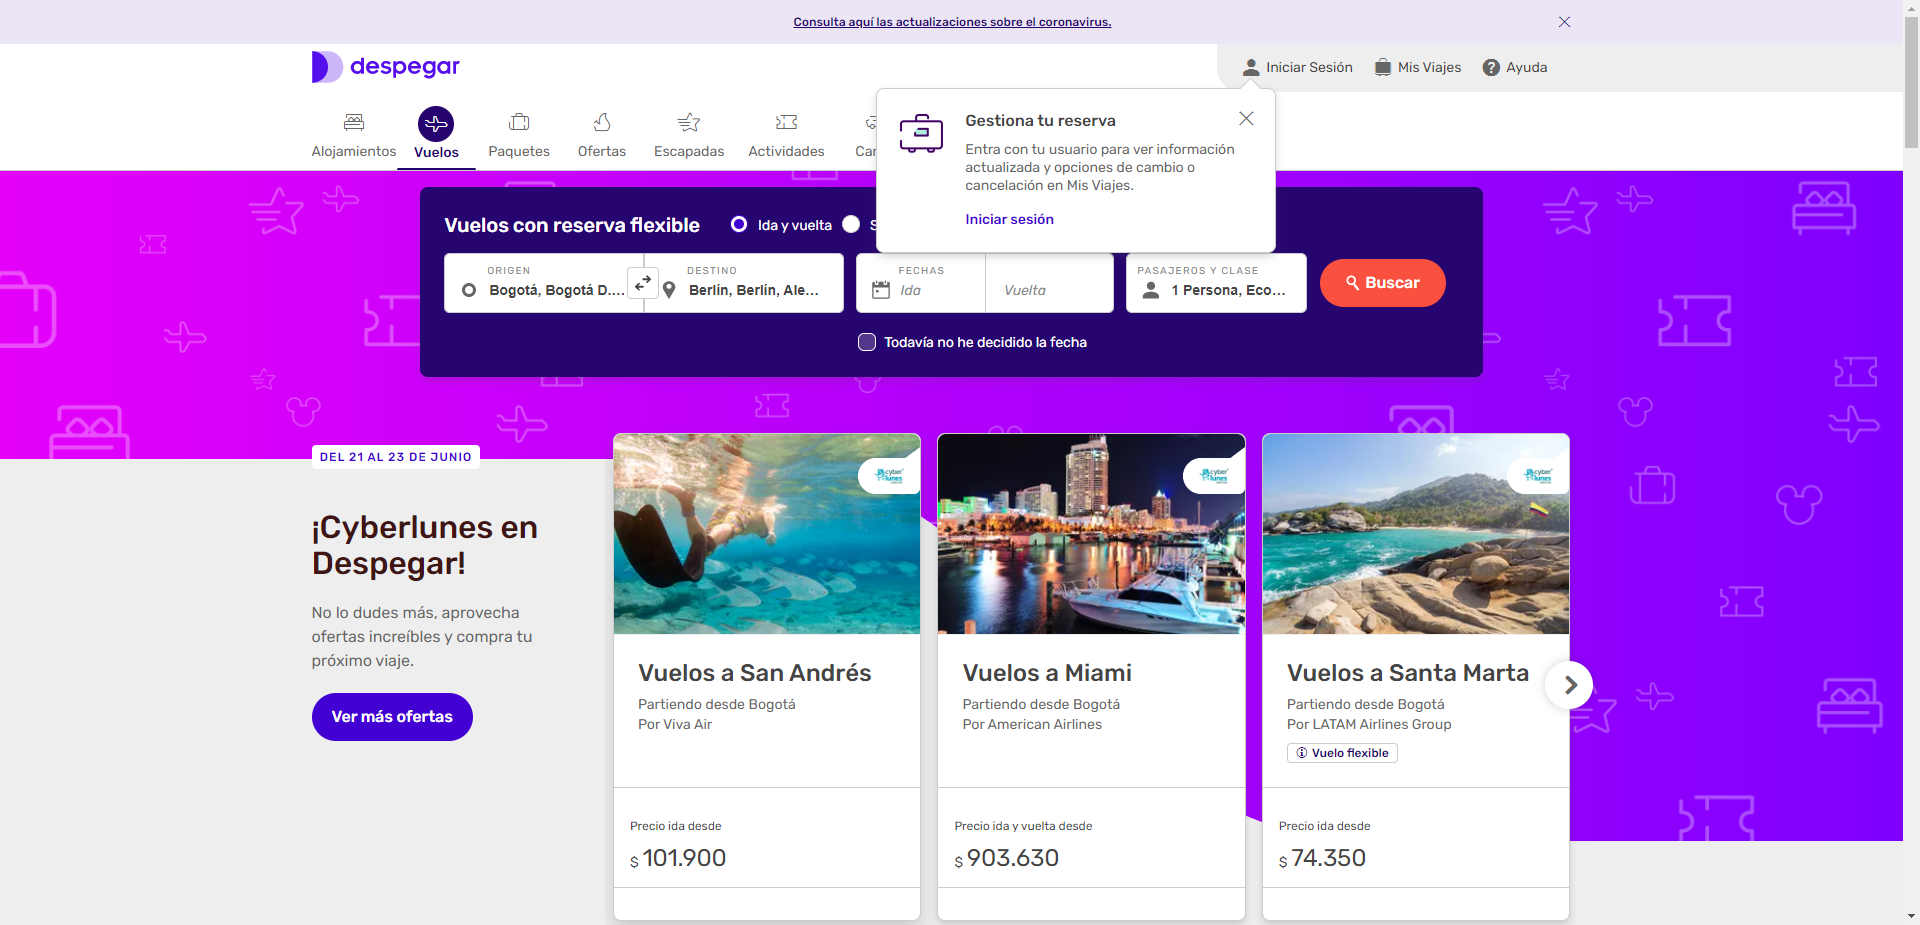 Consulta aquí las actualizaciones sobre el coronavirus.
despegar
Iniciar Sesión
Mis Viajes
Ayuda
Alojamientos
Vuelos
Paquetes
Ofertas
Escapadas
Actividades
Gestiona tu reserva
Entra con tu usuario para ver información
actualizada y opciones de cambio o
cancelación en Mis Viajes.
Iniciar sesión
Vuelos con reserva flexible
Ida y vuelta
ORIGEN
Bogotá, Bogotá D....
DESTINO
Berlín, Berlín, Ale...
FECHAS
Ida
Vuelta
PASAJEROS Y CLASE
1 Persona, Eco...
Buscar
Todavía no he decidido la fecha
DEL 21 AL 23 DE JUNIO
¡Cyberlunes en
Despegar!
No lo dudes más, aprovecha
ofertas increíbles y compra tu
próximo viaje.
Ver más ofertas
cyber
lunes
Vuelos a San Andrés
Partiendo desde Bogotá
Por Viva Air
Precio ida desde
$ 101.900
cyber
lunes
Vuelos a Miami
Partiendo desde Bogotá
Por American Airlines
Precio ida y vuelta desde
$ 903.630
cyber
lunes
Vuelos a Santa Marta
Partiendo desde Bogotá
Por LATAM Airlines Group
Vuelo flexible
Precio ida desde
$ 74.350